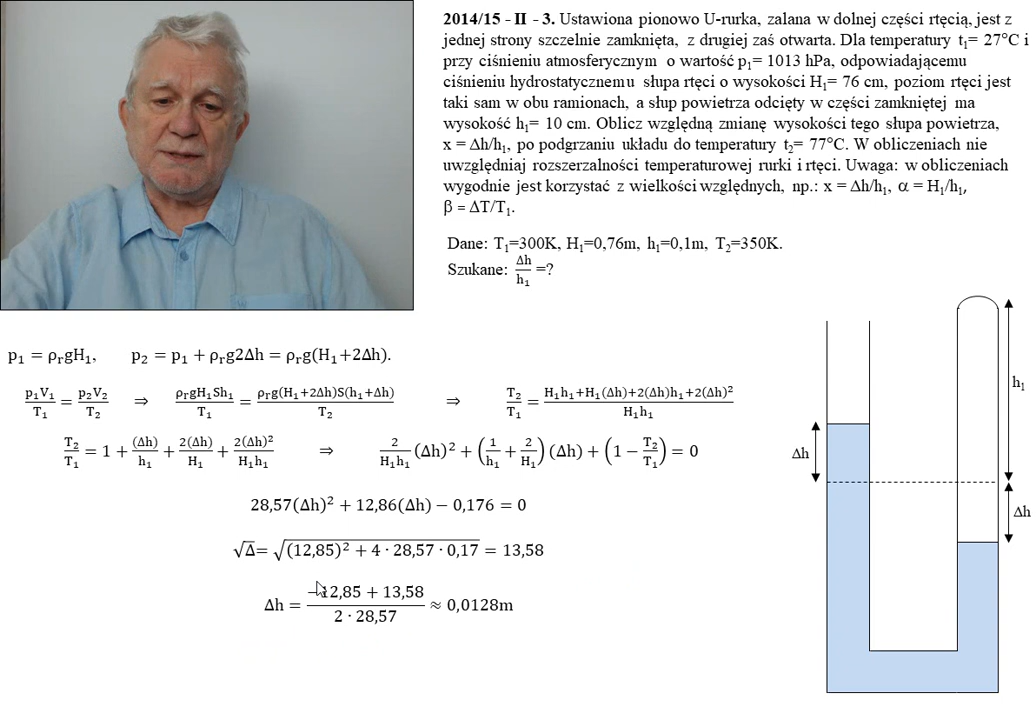 2014/15 - II - 3. Ustawiona pionowo U-rurka, zalana w dolnej części rtęcią, jest z
jednej strony szczelnie zamknięta, z drugiej zaś otwarta. Dla temperatury t₁= 27°C i
przy ciśnieniu atmosferycznym o wartość p₁= 1013 hPa, odpowiadającemu
ciśnieniu hydrostatycznemu słupa rtęci o wysokości H₁= 76 cm, poziom rtęci jest
taki sam w obu ramionach, a słup powietrza odcięty w części zamkniętej ma
wysokość h₁= 10 cm. Oblicz względną zmianę wysokości tego słupa powietrza,
x = Δh/h₁, po podgrzaniu układu do temperatury t₂= 77°C. W obliczeniach nie
uwzględniaj rozszerzalności temperaturowej rurki i rtęci. Uwaga: w obliczeniach
wygodnie jest korzystać z wielkości względnych, np.: x = Δh/h₁, α = H₁/h₁,
β = ΔT/T₁.
Dane: T₁=300K, H₁=0,76m, h₁=0,1m, T₂=350K.
Szukane: Δh/h₁ =?
p₁ = ρᵣgH₁, p₂ = p₁ + ρᵣg2Δh = ρᵣg(H₁+2Δh).
p₁V₁/T₁ = p₂V₂/T₂ ⇒ ρᵣgH₁Sh₁/T₁ = ρᵣg(H₁+2Δh)S(h₁+Δh)/T₂ ⇒ T₂/T₁ = H₁h₁+H₁(Δh)+2(Δh)h₁+2(Δh)²/H₁h₁
T₂/T₁ = 1 + (Δh)/h₁ + 2(Δh)/H₁ + 2(Δh)²/H₁h₁ ⇒ 2/H₁h₁ (Δh)² + (1/h₁ + 2/H₁) (Δh) + (1 − T₂/T₁) = 0
28,57(Δh)² + 12,86(Δh) − 0,176 = 0
√Δ= √(12,85)² + 4 · 28,57 · 0,17 = 13,58
Δh = −12,85 + 13,58/2 · 28,57 ≈ 0,0128m
h₁
Δh
Δh